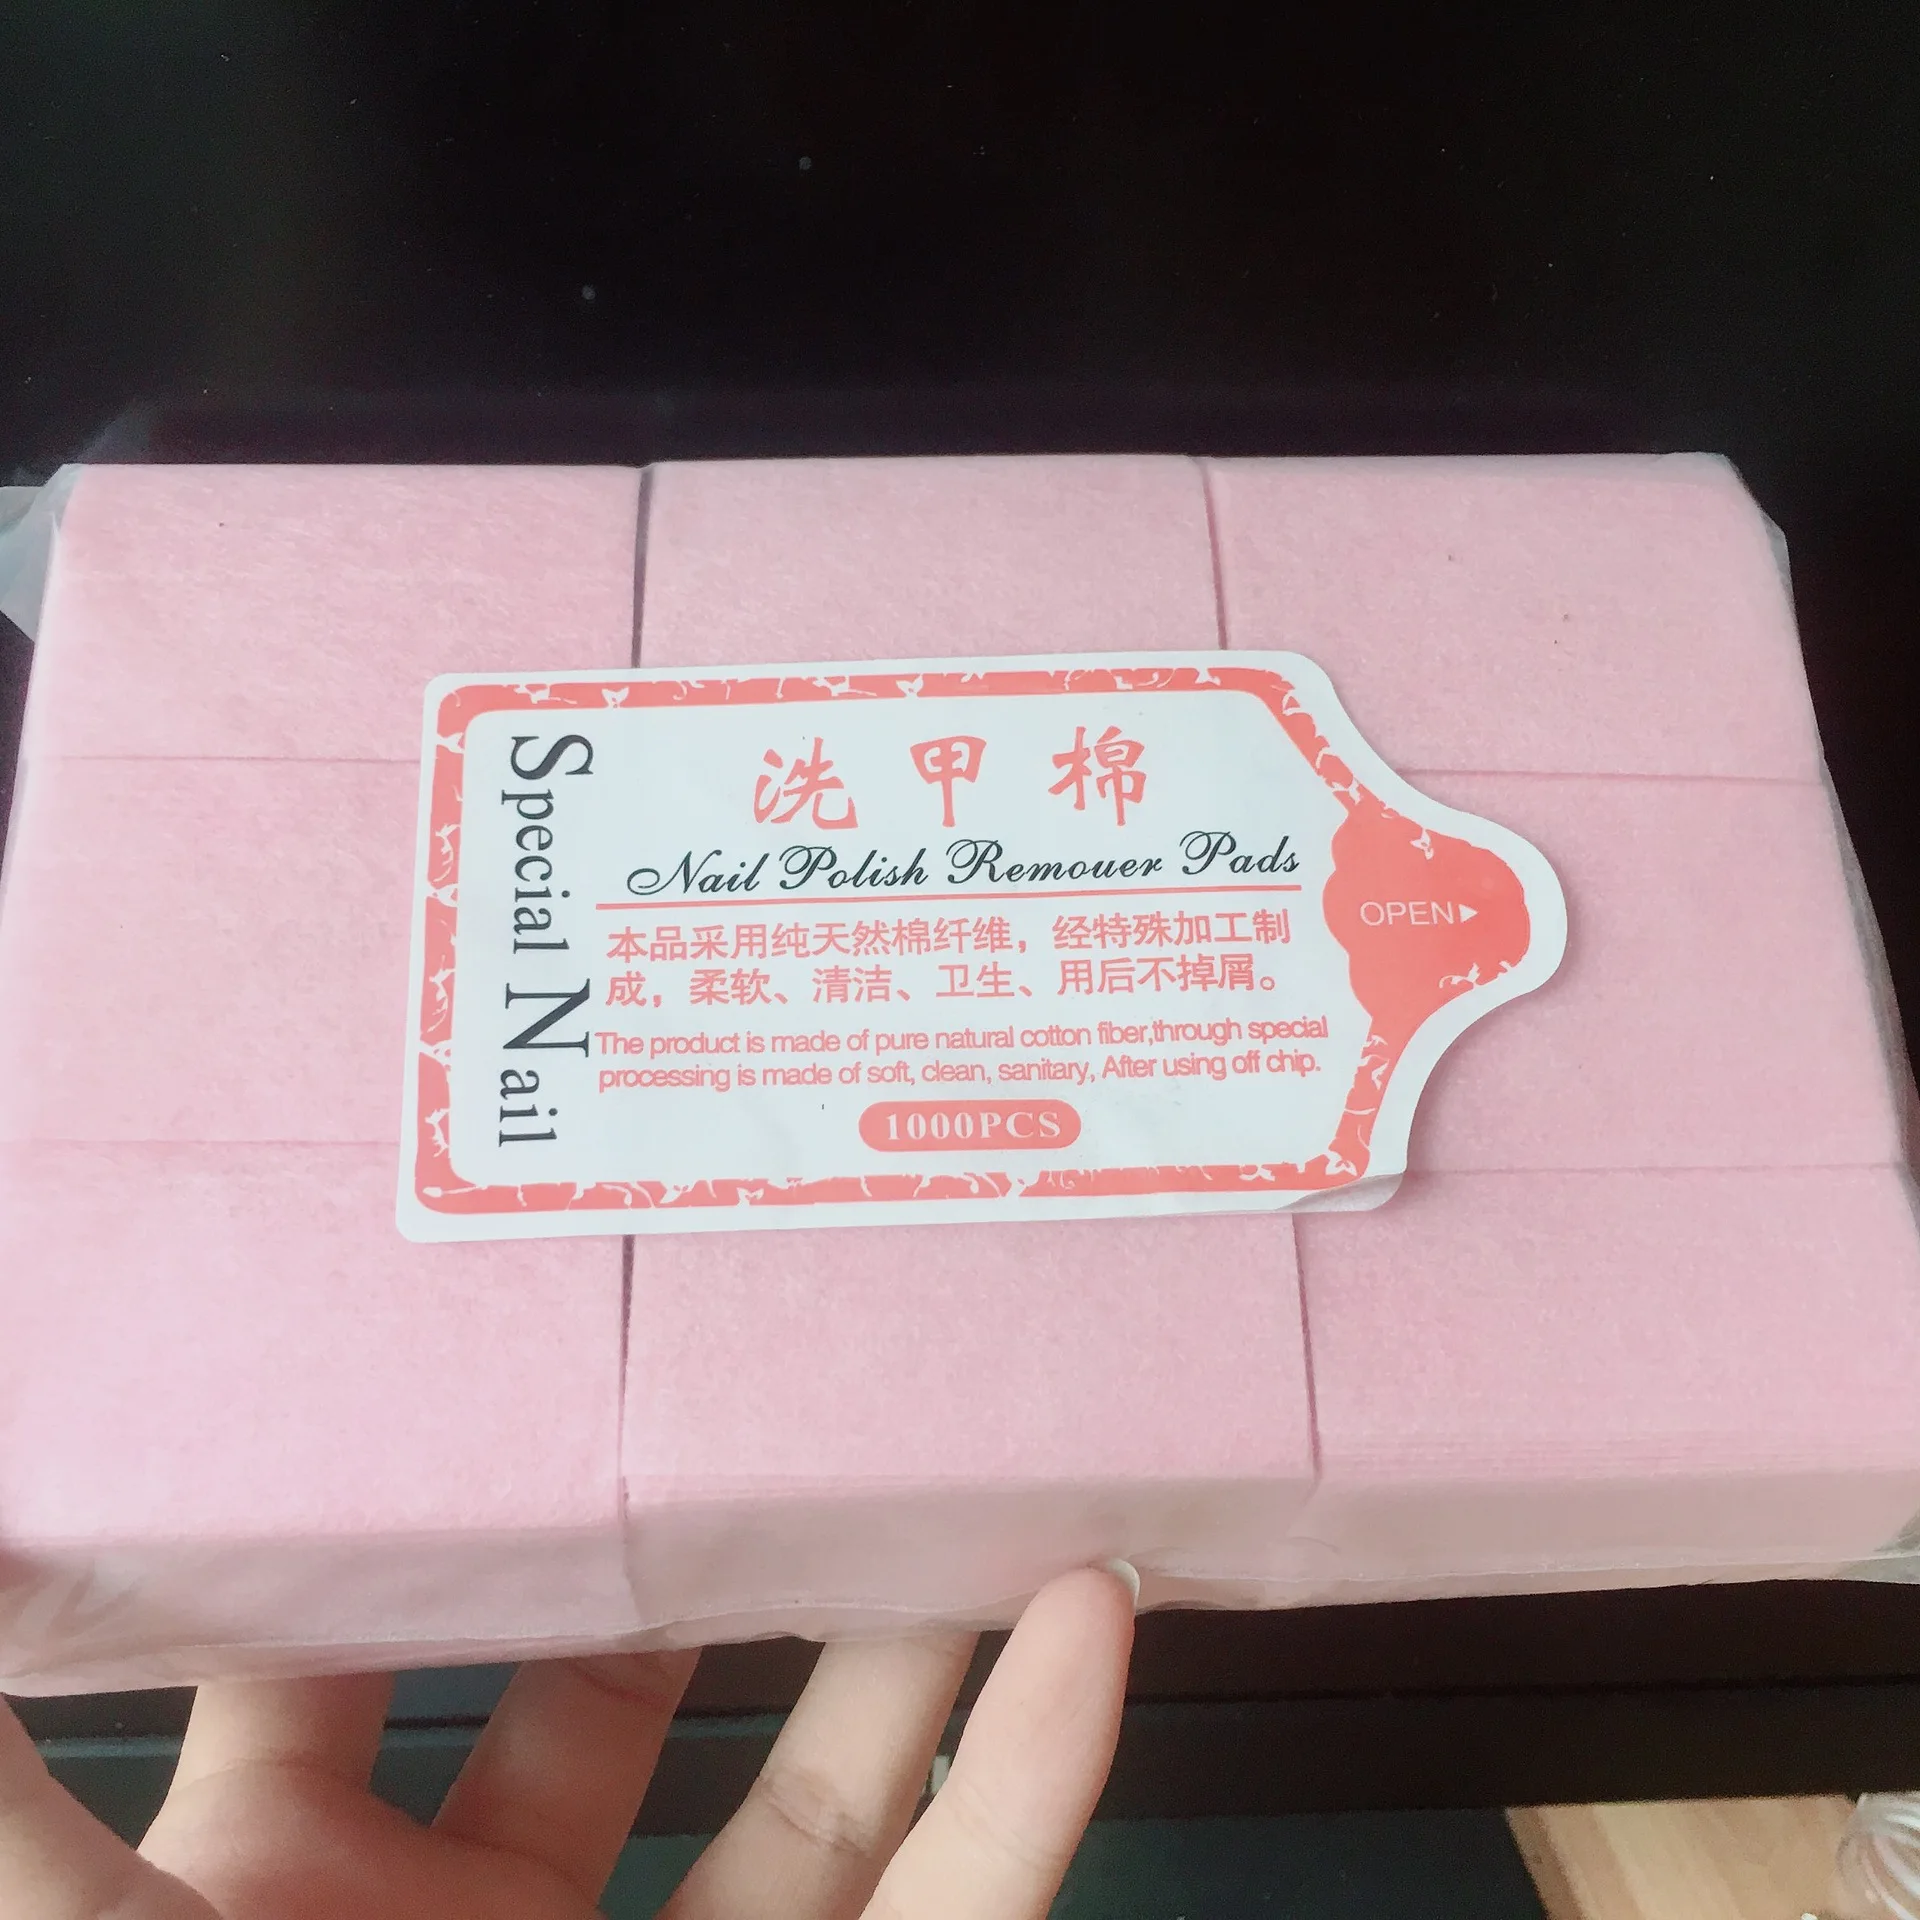 Special Nail
洗甲棉
Nail Polish Remouer Pads
本品采用纯天然棉纤维，经特殊加工制
成，柔软、清洁、卫生、用后不掉屑。
The product is made of pure natural cotton fiber,through special
processing is made of soft, clean, sanitary, After using off chip.
1000PCS
OPEN▶